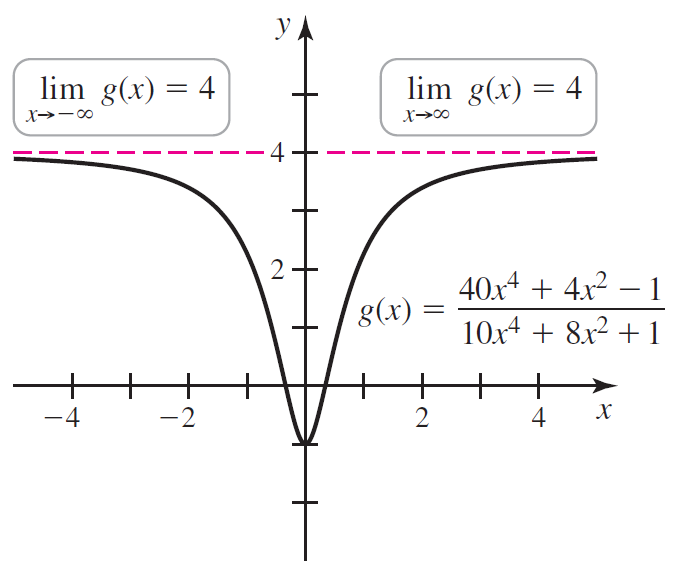 y
lim g(x) = 4
x→−∞
lim g(x) = 4
x→∞
4
2
g(x) = (40x⁴ + 4x² − 1) / (10x⁴ + 8x² + 1)
−4 −2 2 4 x